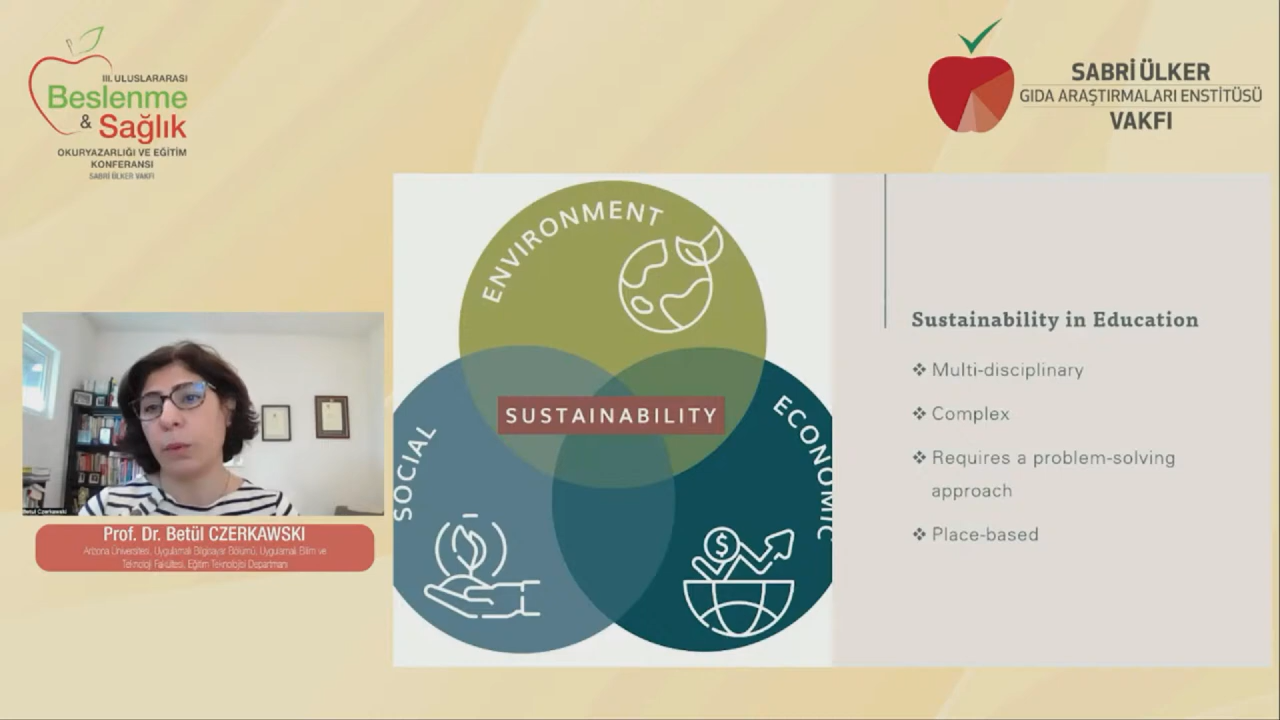 III. ULUSLARARASI
Beslenme
& Sağlık
OKURYAZARLIĞI VE EĞİTİM
KONFERANSI
SABRİ ÜLKER VAKFI
SABRİ ÜLKER
GIDA ARAŞTIRMALARI ENSTİTÜSÜ
VAKFI
ENVIRONMENT
SUSTAINABILITY
SOCIAL
ECONOMIC
$
Sustainability in Education
❖ Multi-disciplinary
❖ Complex
❖ Requires a problem-solving
approach
❖ Place-based
Betül Czerkawski
Prof. Dr. Betül CZERKAWSKI
Arizona Üniversitesi, Uygulamalı Bilgisayar Bölümü, Uygulamalı Bilim ve
Teknoloji Fakültesi, Eğitim Teknolojisi Departmanı